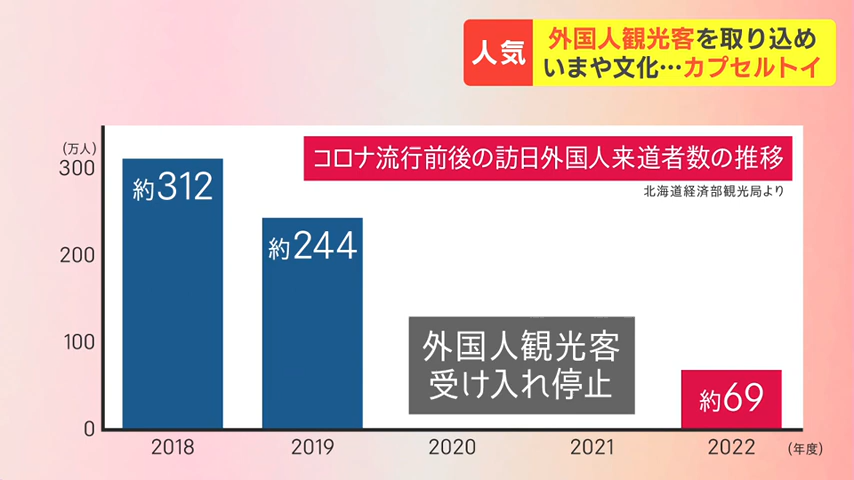 人気
外国人観光客を取り込め
いまや文化…カプセルトイ
(万人)
コロナ流行前後の訪日外国人来道者数の推移
北海道経済部観光局より
300
200
100
0
約312
約244
外国人観光客
受け入れ停止
約69
2018 2019 2020 2021 2022 (年度)